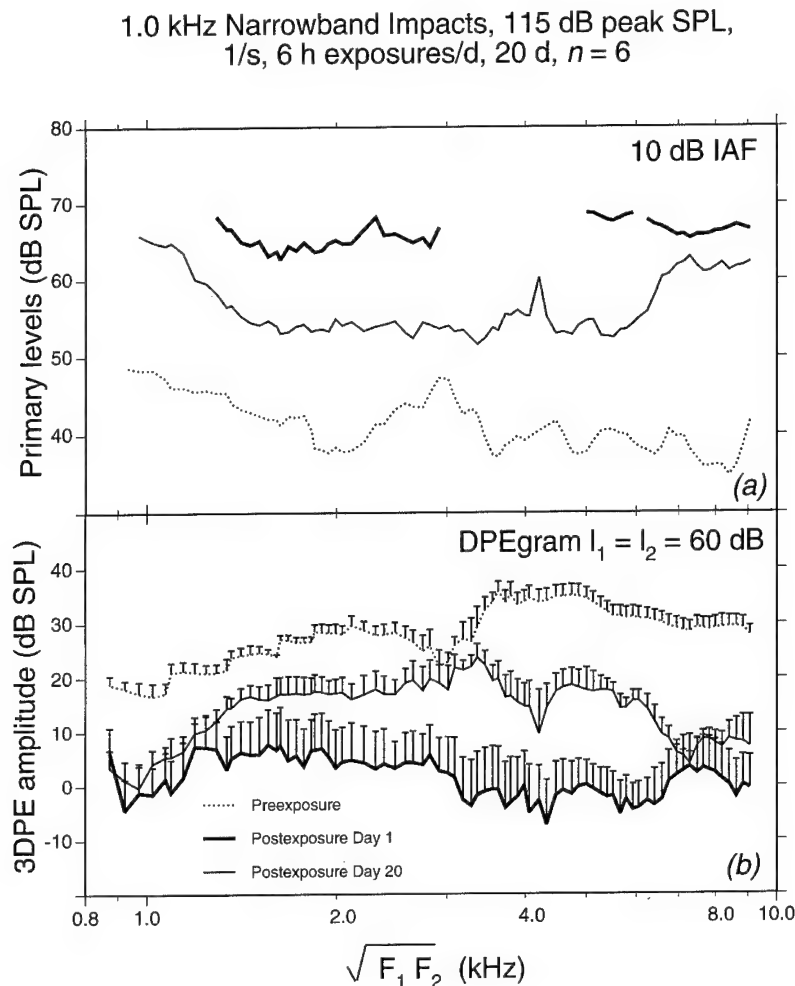 1.0 kHz Narrowband Impacts, 115 dB peak SPL,
1/s, 6 h exposures/d, 20 d, n = 6
80
10 dB IAF
70
60
50
40
Primary levels (dB SPL)
(a)
DPEgram I1 = I2 = 60 dB
40
30
20
10
0
-10
3DPE amplitude (dB SPL)
Preexposure
Postexposure Day 1
Postexposure Day 20
(b)
0.8 1.0 2.0 4.0 8.0 10.0
√F1 F2 (kHz)